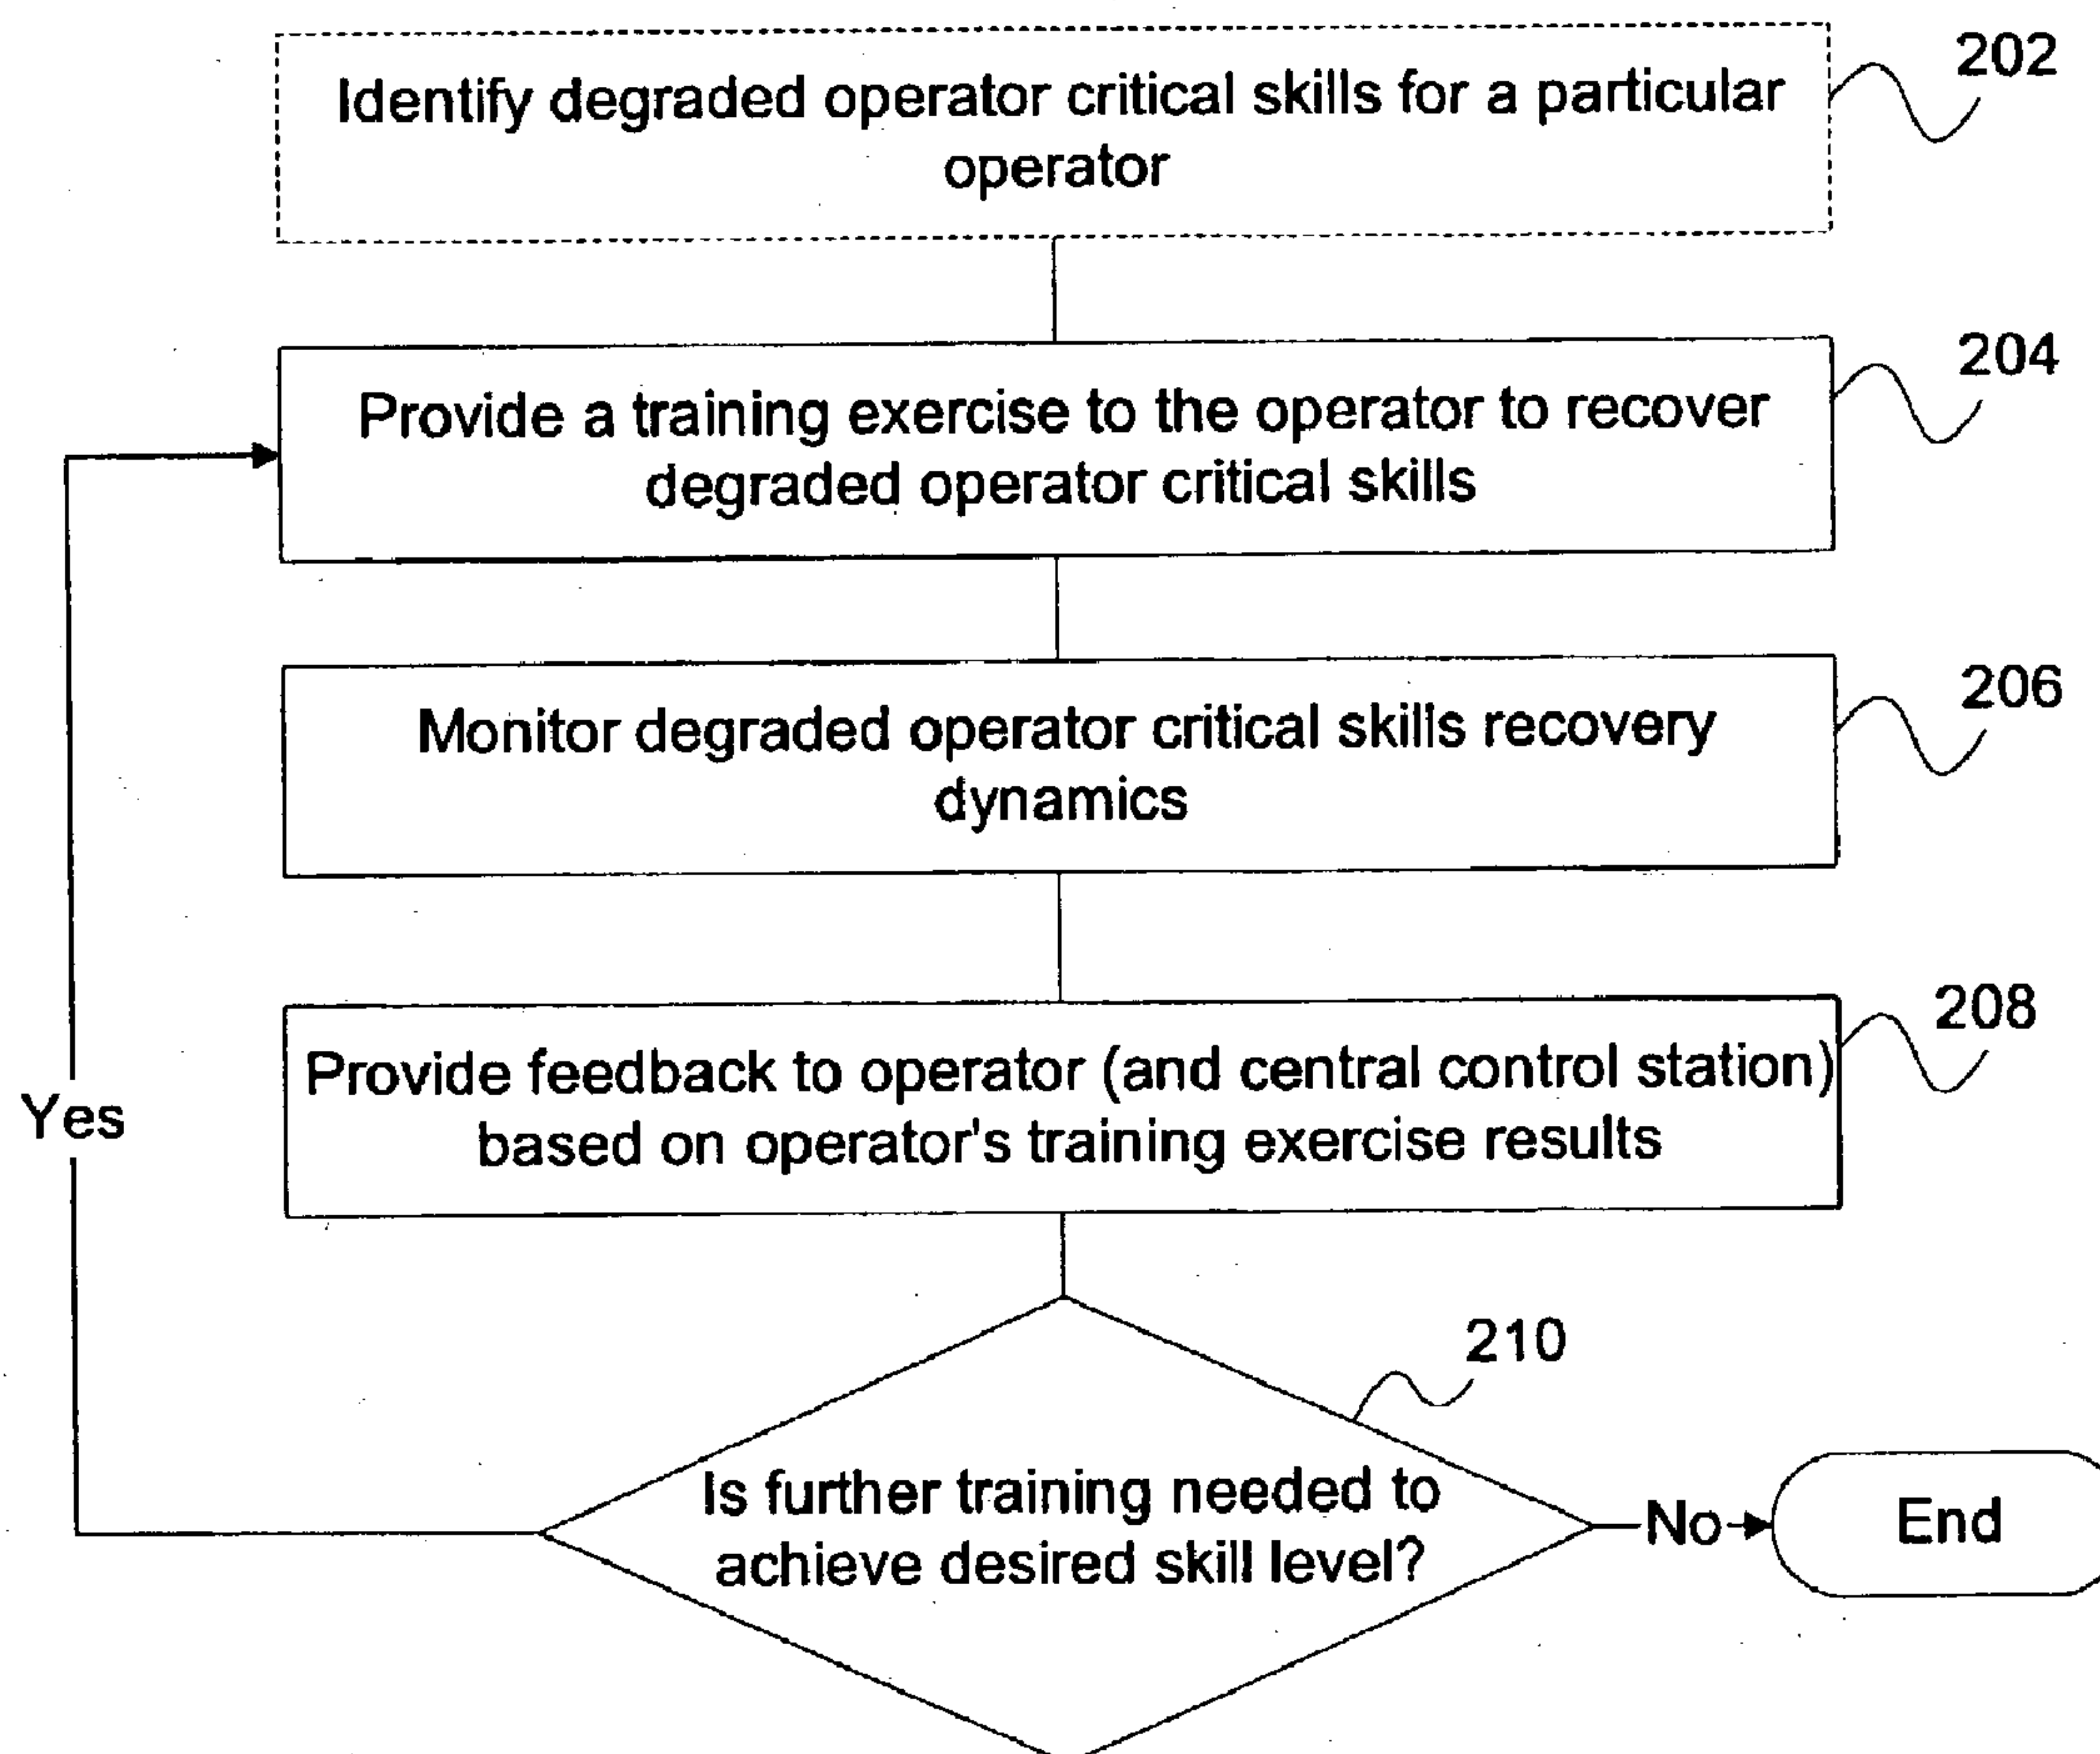 202
Identify degraded operator critical skills for a particular
operator
204
Provide a training exercise to the operator to recover
degraded operator critical skills
206
Monitor degraded operator critical skills recovery
dynamics
208
Provide feedback to operator (and central control station)
based on operator's training exercise results
Yes
210
Is further training needed to
achieve desired skill level?
No
End